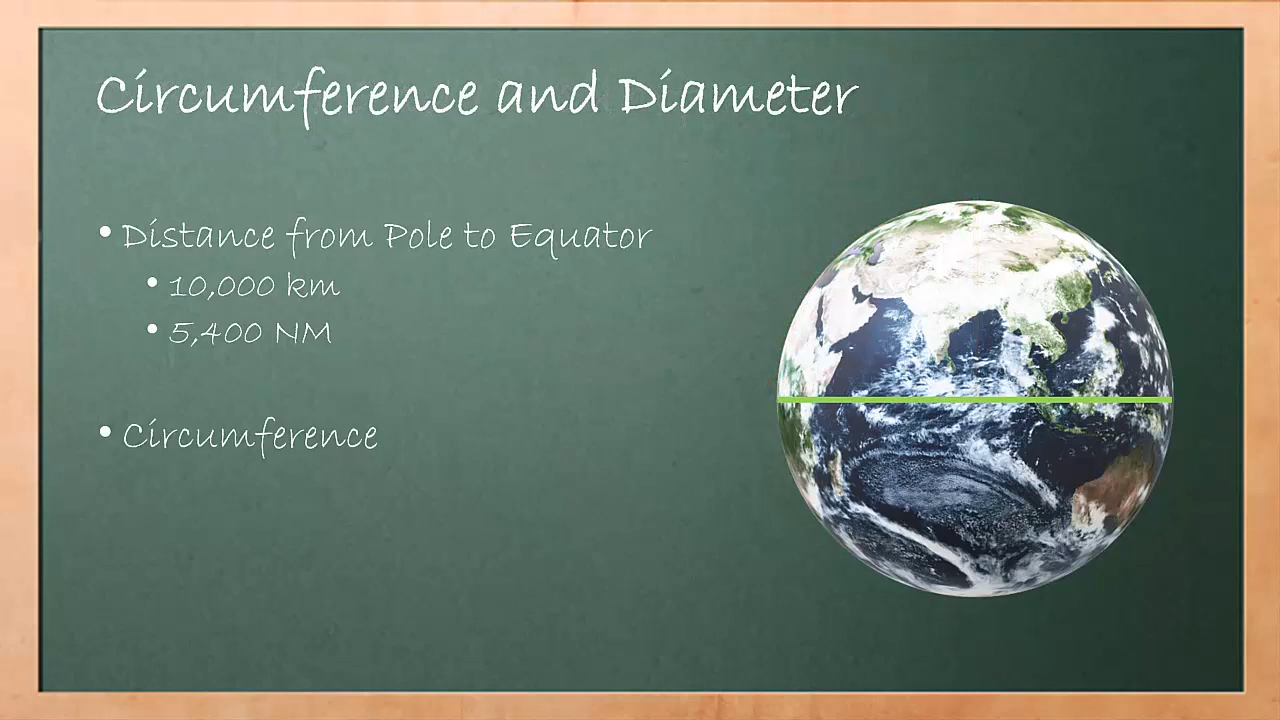 Circumference and Diameter
• Distance from Pole to Equator
• 10,000 km
• 5,400 NM
• Circumference